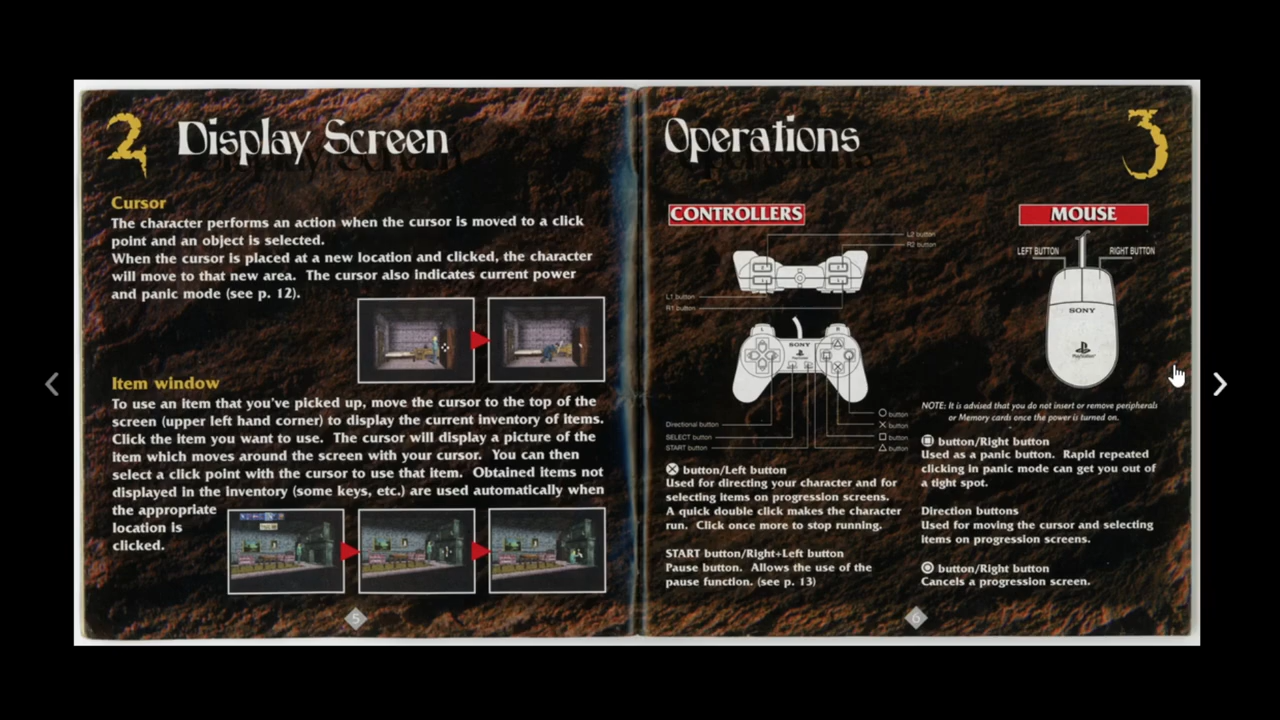 2 Display Screen
Cursor
The character performs an action when the cursor is moved to a click
point and an object is selected.
When the cursor is placed at a new location and clicked, the character
will move to that new area. The cursor also indicates current power
and panic mode (see p. 12).
Item window
To use an item that you've picked up, move the cursor to the top of the
screen (upper left hand corner) to display the current inventory of items.
Click the item you want to use. The cursor will display a picture of the
item which moves around the screen with your cursor. You can then
select a click point with the cursor to use that item. Obtained items not
displayed in the inventory (some keys, etc.) are used automatically when
the appropriate
location is
clicked.
5
Operations 3
CONTROLLERS
L2 button
R2 button
L1 button
R1 button
SONY
PlayStation
Directional button
SELECT button
START button
○ button
✕ button
□ button
△ button
ⓧ button/Left button
Used for directing your character and for
selecting items on progression screens.
A quick double click makes the character
run. Click once more to stop running.
START button/Right+Left button
Pause button. Allows the use of the
pause function. (see p. 13)
MOUSE
LEFT BUTTON
RIGHT BUTTON
SONY
PlayStation
NOTE: It is advised that you do not insert or remove peripherals
or Memory cards once the power is turned on.
□ button/Right button
Used as a panic button. Rapid repeated
clicking in panic mode can get you out of
a tight spot.
Direction buttons
Used for moving the cursor and selecting
items on progression screens.
○ button/Right button
Cancels a progression screen.
6